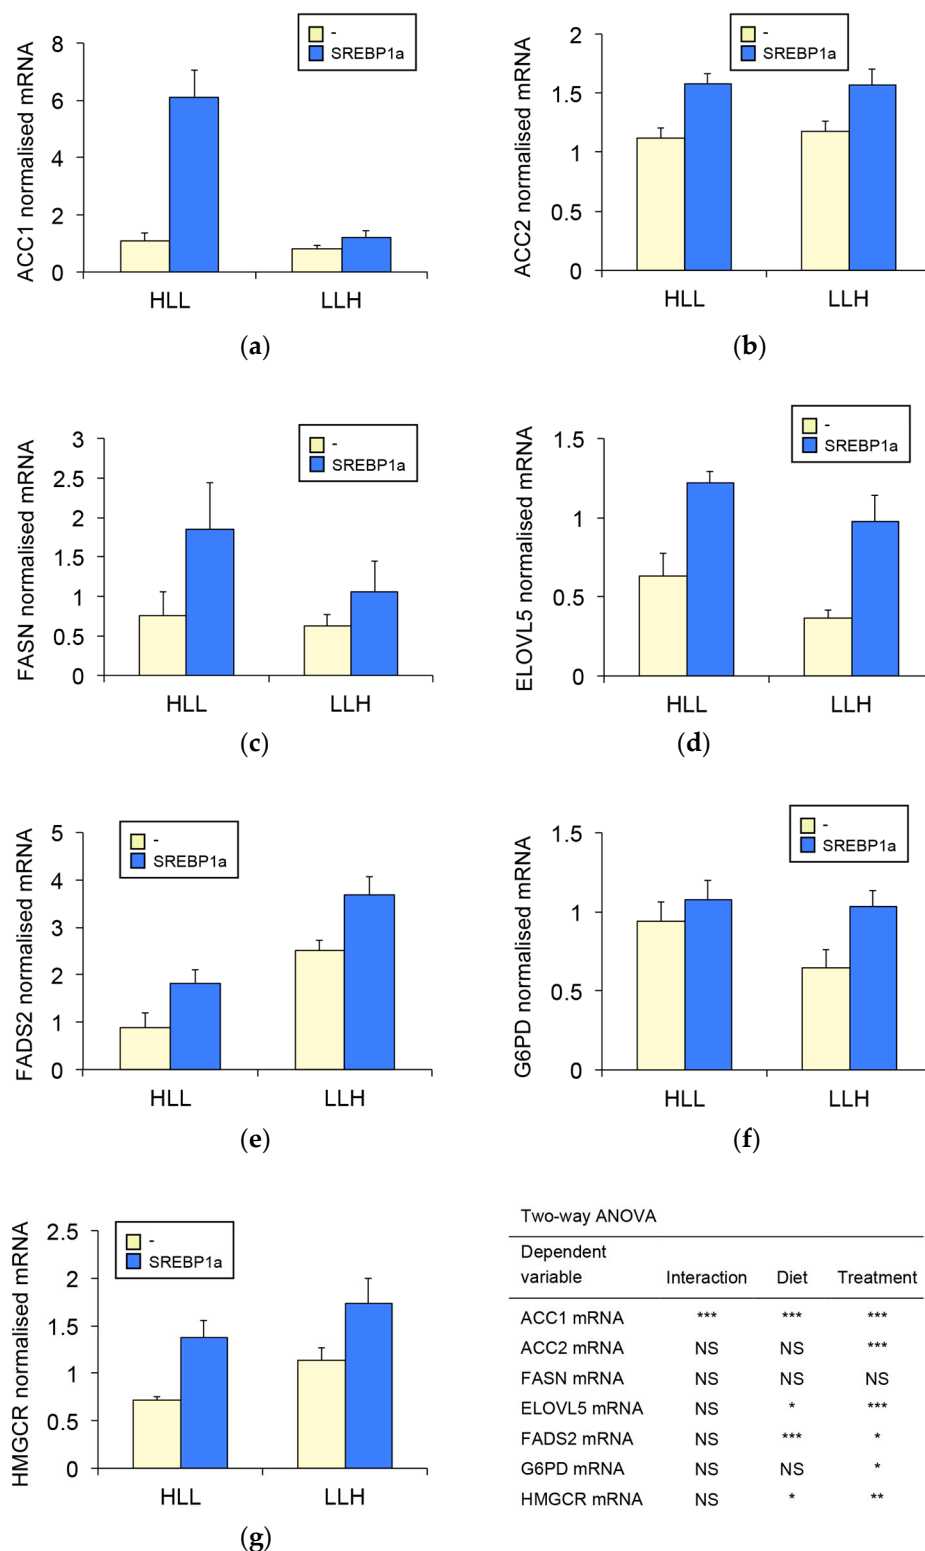 ACC1 normalised mRNA
8
6
4
2
0
-
SREBP1a
HLL LLH
(a)
ACC2 normalised mRNA
2
1.5
1
0.5
0
-
SREBP1a
HLL LLH
(b)
FASN normalised mRNA
3
2.5
2
1.5
1
0.5
0
-
SREBP1a
HLL LLH
(c)
ELOVL5 normalised mRNA
1.5
1
0.5
0
-
SREBP1a
HLL LLH
(d)
FADS2 normalised mRNA
5
4
3
2
1
0
-
SREBP1a
HLL LLH
(e)
G6PD normalised mRNA
1.5
1
0.5
0
-
SREBP1a
HLL LLH
(f)
HMGCR normalised mRNA
2.5
2
1.5
1
0.5
0
-
SREBP1a
HLL LLH
(g)
Two-way ANOVA
Dependent
variable Interaction Diet Treatment
ACC1 mRNA *** *** ***
ACC2 mRNA NS NS ***
FASN mRNA NS NS NS
ELOVL5 mRNA NS * ***
FADS2 mRNA NS *** *
G6PD mRNA NS NS *
HMGCR mRNA NS * **